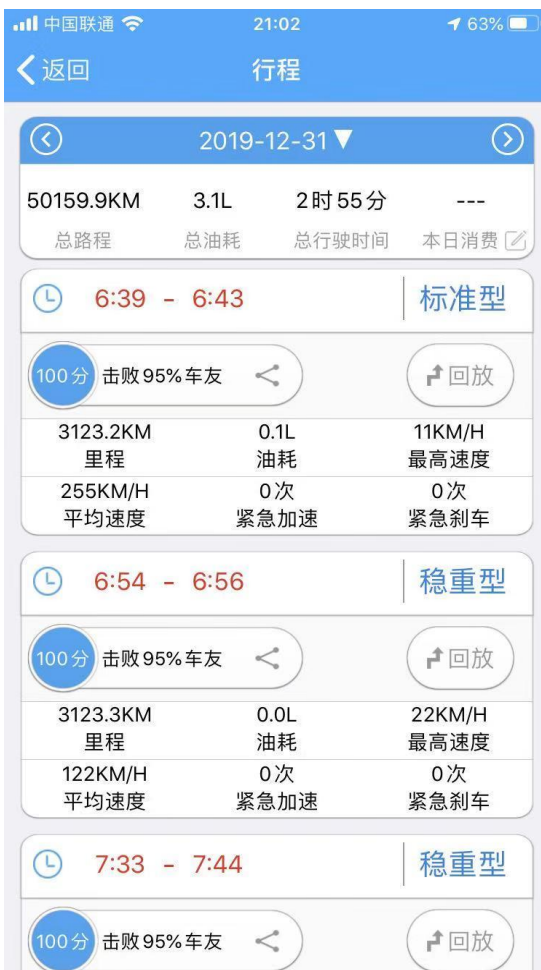 中国联通 21:02 63%
返回 行程
2019-12-31
50159.9KM 3.1L 2时55分 ---
总路程 总油耗 总行驶时间 本日消费
6:39 - 6:43 标准型
100分 击败95%车友 回放
3123.2KM 0.1L 11KM/H
里程 油耗 最高速度
255KM/H 0次 0次
平均速度 紧急加速 紧急刹车
6:54 - 6:56 稳重型
100分 击败95%车友 回放
3123.3KM 0.0L 22KM/H
里程 油耗 最高速度
122KM/H 0次 0次
平均速度 紧急加速 紧急刹车
7:33 - 7:44 稳重型
100分 击败95%车友 回放